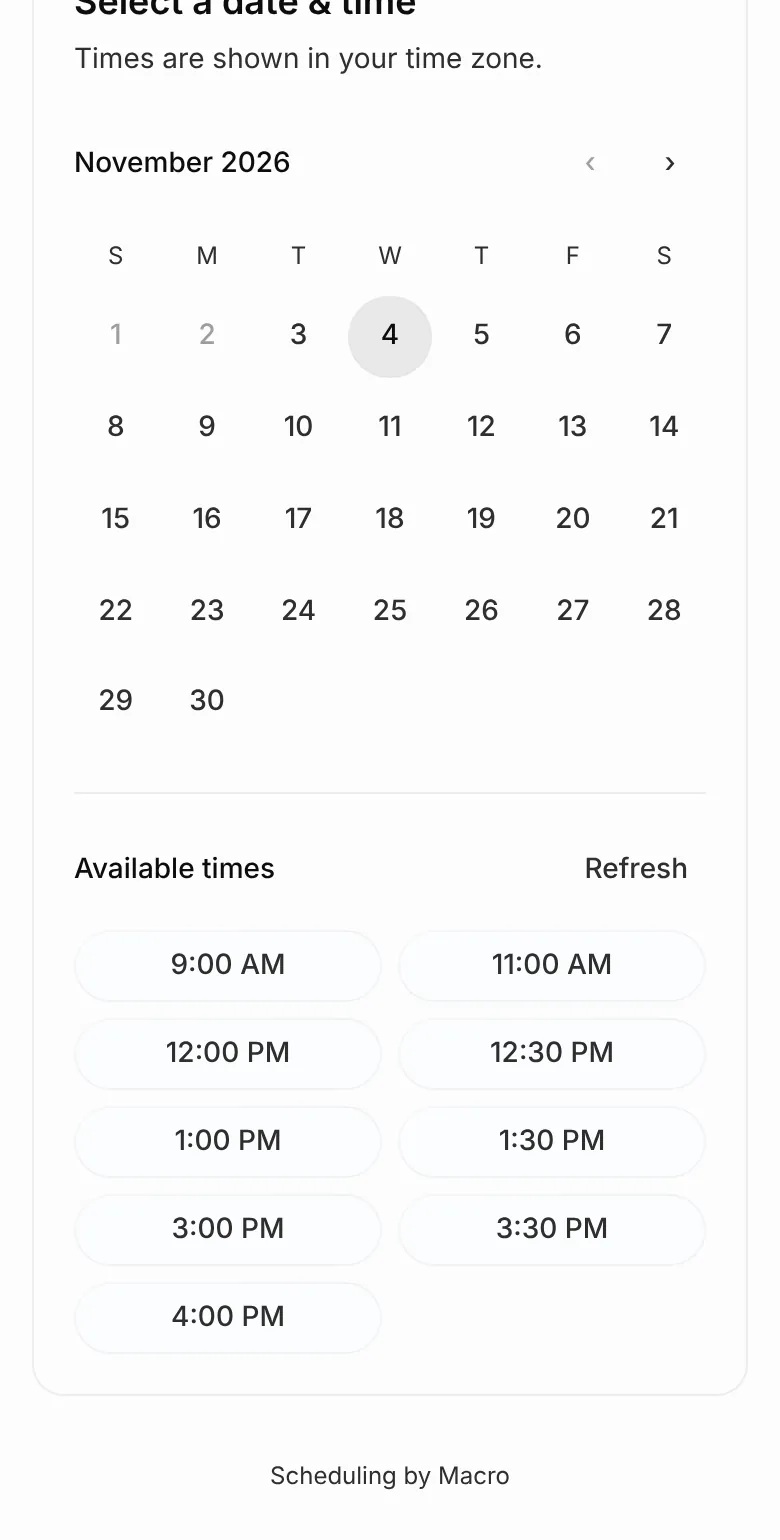 Select a date & time
Times are shown in your time zone.
November 2026 ‹ ›
S M T W T F S
1 2 3 4 5 6 7
8 9 10 11 12 13 14
15 16 17 18 19 20 21
22 23 24 25 26 27 28
29 30
Available times Refresh
9:00 AM 11:00 AM
12:00 PM 12:30 PM
1:00 PM 1:30 PM
3:00 PM 3:30 PM
4:00 PM
Scheduling by Macro